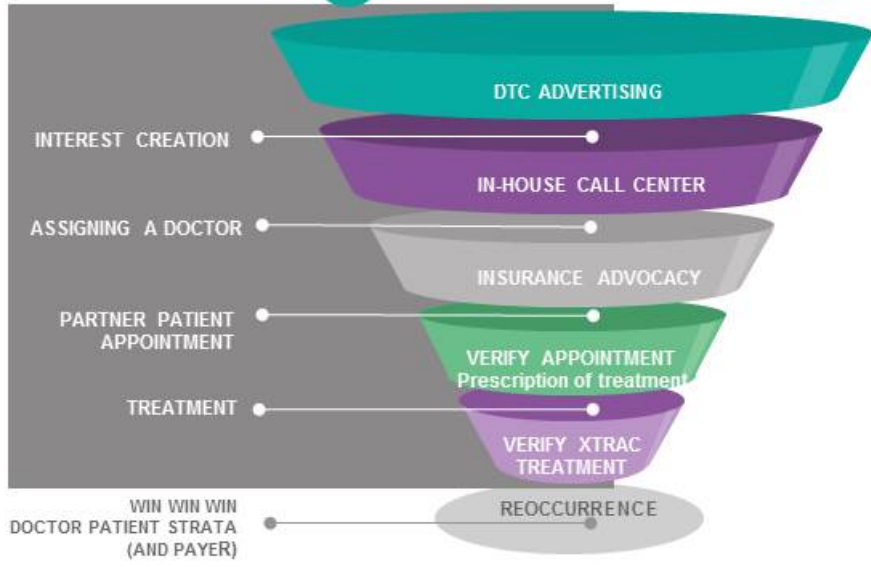 DTC ADVERTISING
INTEREST CREATION
IN-HOUSE CALL CENTER
ASSIGNING A DOCTOR
INSURANCE ADVOCACY
PARTNER PATIENT
APPOINTMENT
VERIFY APPOINTMENT
Prescription of treatment
TREATMENT
VERIFY XTRAC
TREATMENT
WIN WIN WIN
DOCTOR PATIENT STRATA
(AND PAYER)
REOCCURRENCE